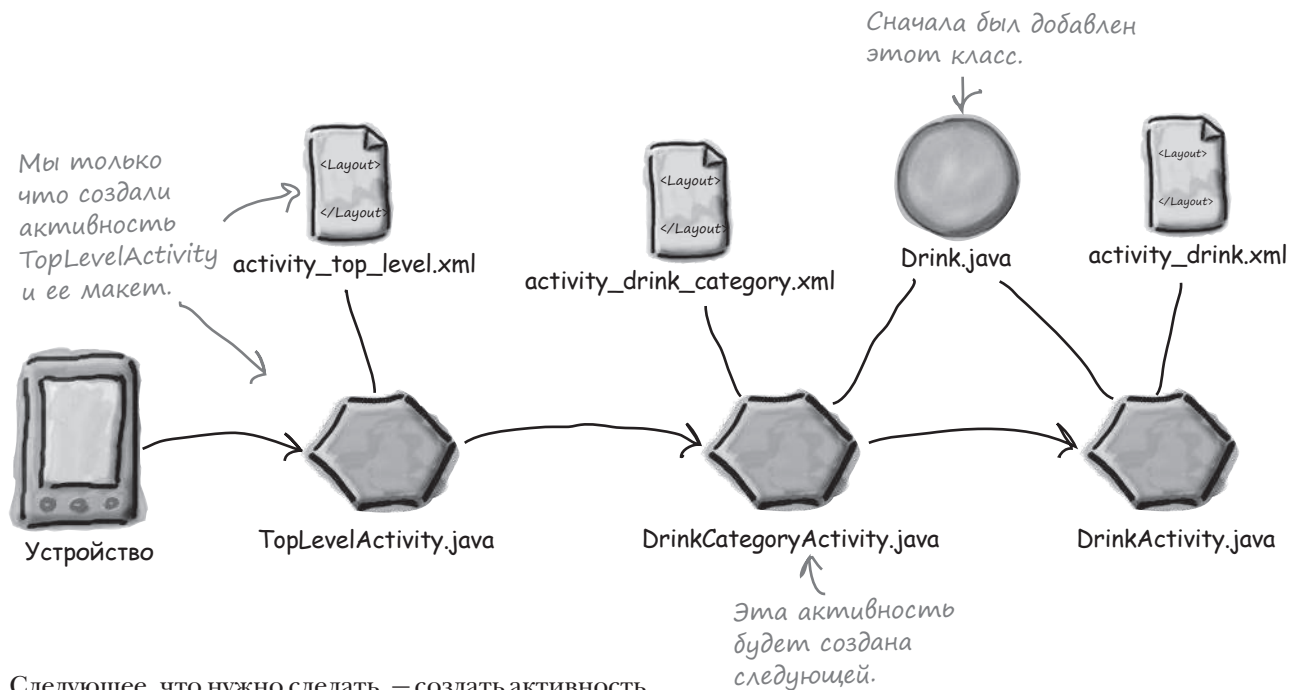 Сначала был добавлен
этот класс.
Мы только
что создали
активность
TopLevelActivity
и ее макет.
<Layout>
</Layout>
activity_top_level.xml
<Layout>
</Layout>
activity_drink_category.xml
Drink.java
<Layout>
</Layout>
activity_drink.xml
Устройство
TopLevelActivity.java
DrinkCategoryActivity.java
DrinkActivity.java
Эта активность
будет создана
следующей.
Следующее, что нужно сделать, — создать активность